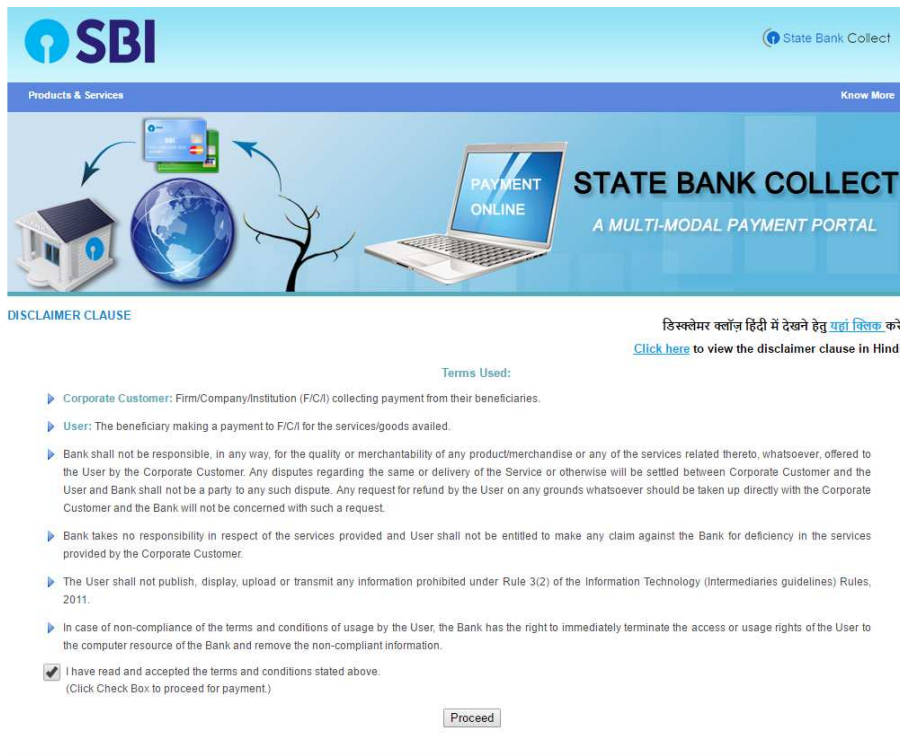 SBI
State Bank Collect
Products & Services
Know More
SBI
PAYMENT
ONLINE
STATE BANK COLLECT
A MULTI-MODAL PAYMENT PORTAL
DISCLAIMER CLAUSE
डिस्क्लेमर क्लॉज़ हिंदी में देखने हेतु यहां क्लिक करें
Click here to view the disclaimer clause in Hind
Terms Used:
Corporate Customer: Firm/Company/Institution (F/C/I) collecting payment from their beneficiaries.
User: The beneficiary making a payment to F/C/I for the services/goods availed.
Bank shall not be responsible, in any way, for the quality or merchantability of any product/merchandise or any of the services related thereto, whatsoever, offered to
the User by the Corporate Customer. Any disputes regarding the same or delivery of the Service or otherwise will be settled between Corporate Customer and the
User and Bank shall not be a party to any such dispute. Any request for refund by the User on any grounds whatsoever should be taken up directly with the Corporate
Customer and the Bank will not be concerned with such a request.
Bank takes no responsibility in respect of the services provided and User shall not be entitled to make any claim against the Bank for deficiency in the services
provided by the Corporate Customer.
The User shall not publish, display, upload or transmit any information prohibited under Rule 3(2) of the Information Technology (Intermediaries guidelines) Rules,
2011.
In case of non-compliance of the terms and conditions of usage by the User, the Bank has the right to immediately terminate the access or usage rights of the User to
the computer resource of the Bank and remove the non-compliant information.
I have read and accepted the terms and conditions stated above.
(Click Check Box to proceed for payment.)
Proceed